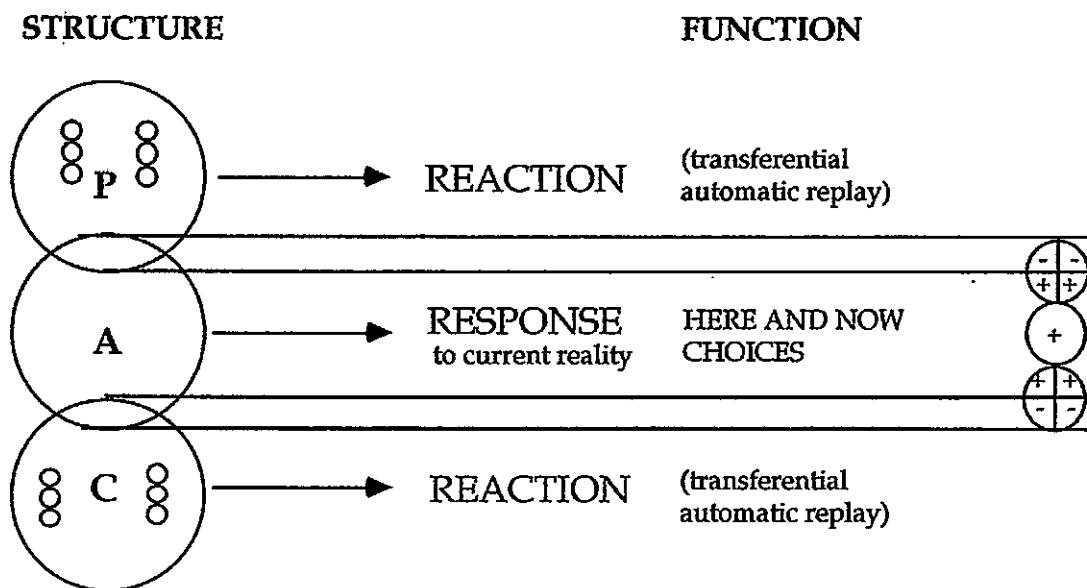 STRUCTURE FUNCTION
P REACTION (transferential
automatic replay)
- -
+ +
A RESPONSE HERE AND NOW
to current reality CHOICES
+
+ +
- -
C REACTION (transferential
automatic replay)